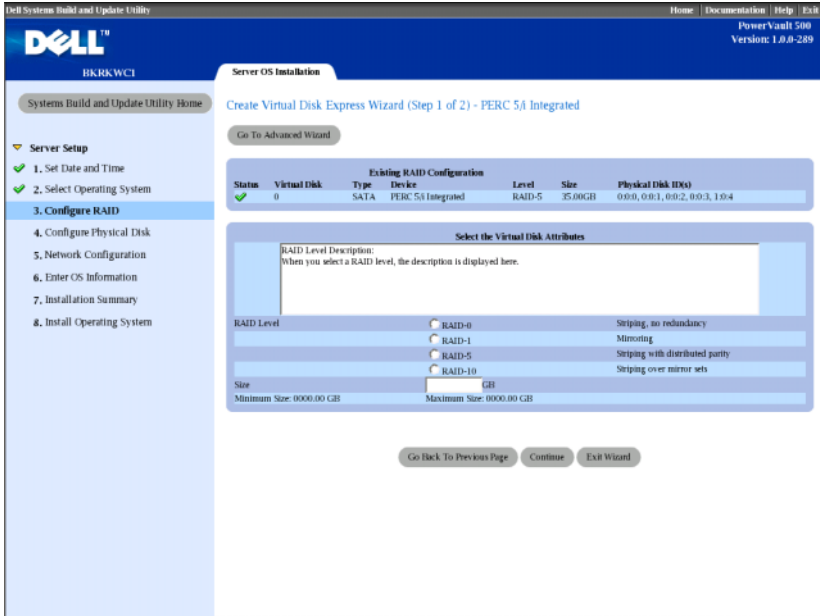 Dell Systems Build and Update Utility
Home | Documentation | Help | Exit
DELL™
PowerVault 500
Version: 1.0.0-289
BKRKWC1
Server OS Installation
Systems Build and Update Utility Home
Server Setup
1. Set Date and Time
2. Select Operating System
3. Configure RAID
4. Configure Physical Disk
5. Network Configuration
6. Enter OS Information
7. Installation Summary
8. Install Operating System
Create Virtual Disk Express Wizard (Step 1 of 2) - PERC 5/i Integrated
Go To Advanced Wizard
Existing RAID Configuration
Status Virtual Disk Type Device Level Size Physical Disk ID(s)
0 SATA PERC 5/i Integrated RAID-5 35.00GB 0:0:0, 0:0:1, 0:0:2, 0:0:3, 1:0:4
Select the Virtual Disk Attributes
RAID Level Description:
When you select a RAID level, the description is displayed here.
RAID Level RAID-0 Striping, no redundancy
RAID-1 Mirroring
RAID-5 Striping with distributed parity
RAID-10 Striping over mirror sets
Size GB
Minimum Size: 0000.00 GB Maximum Size: 0000.00 GB
Go Back To Previous Page Continue Exit Wizard